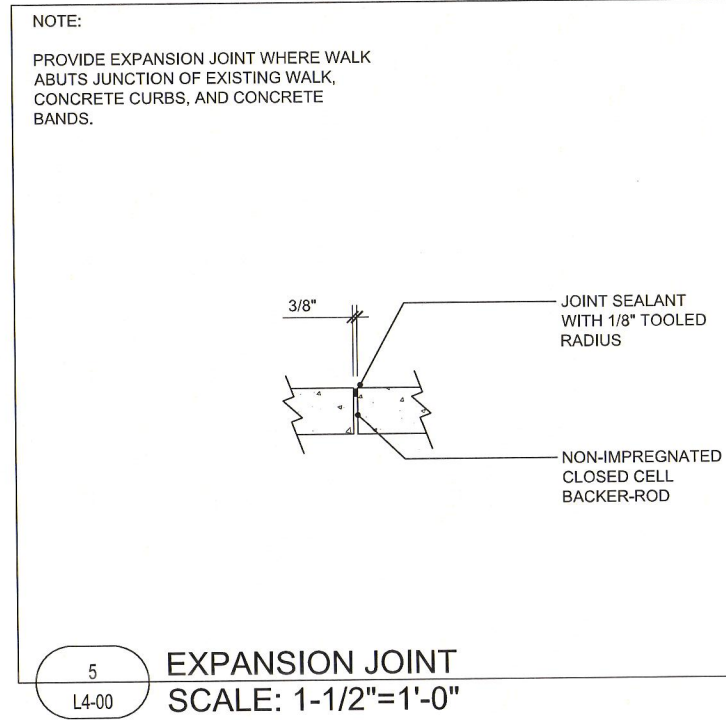 NOTE:
PROVIDE EXPANSION JOINT WHERE WALK
ABUTS JUNCTION OF EXISTING WALK,
CONCRETE CURBS, AND CONCRETE
BANDS.
3/8"
JOINT SEALANT
WITH 1/8" TOOLED
RADIUS
NON-IMPREGNATED
CLOSED CELL
BACKER-ROD
5
L4-00
EXPANSION JOINT
SCALE: 1-1/2"=1'-0"